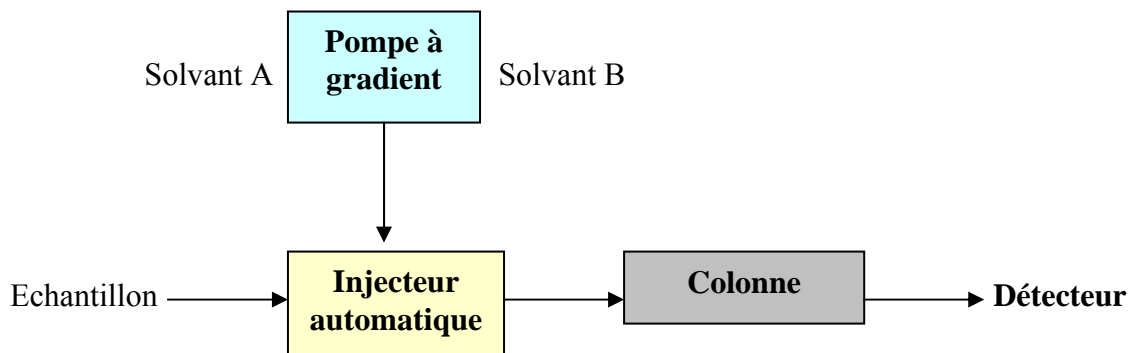 Pompe à
gradient
Solvant A
Solvant B
Injecteur
automatique
Echantillon
Colonne
Détecteur